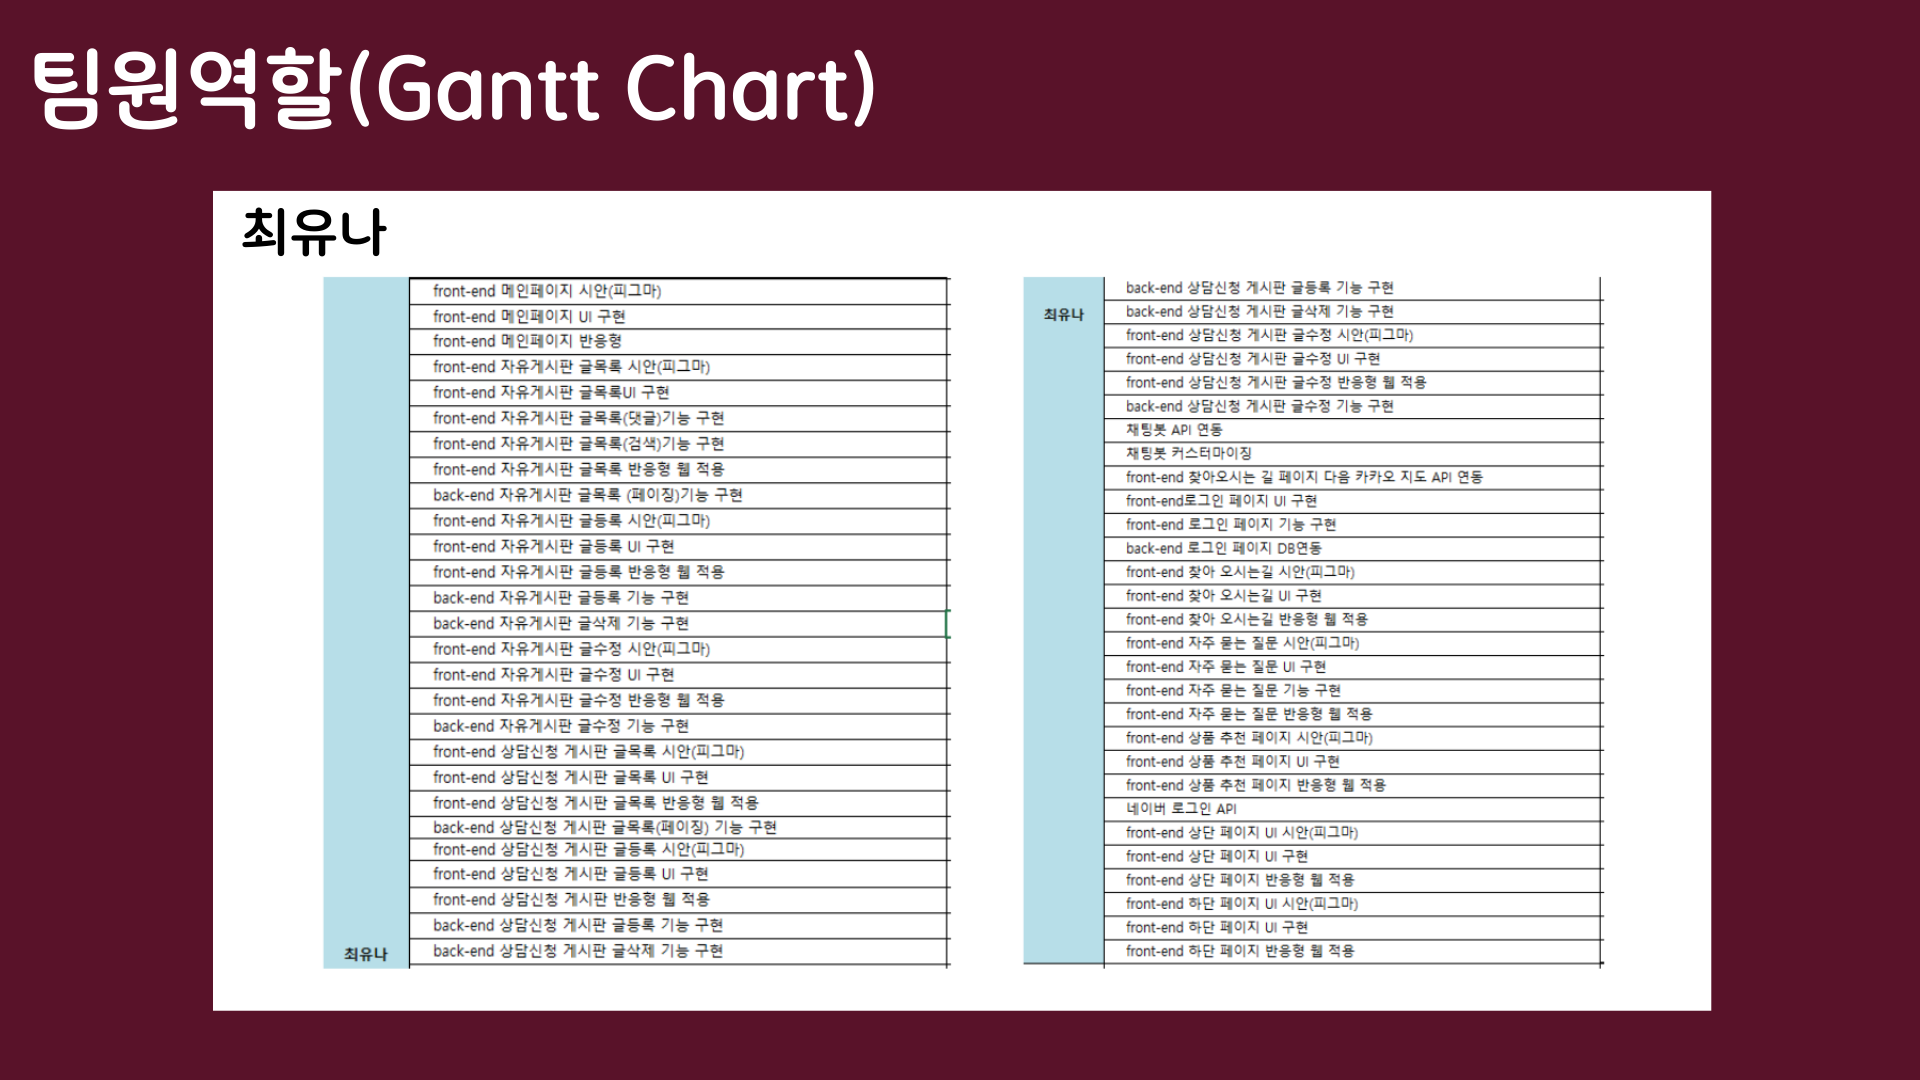 팀원역할(Gantt Chart)
최유나
front-end 메인페이지 시안(피그마)
front-end 메인페이지 UI 구현
front-end 메인페이지 반응형
front-end 자유게시판 글목록 시안(피그마)
front-end 자유게시판 글목록UI 구현
front-end 자유게시판 글목록(댓글)기능 구현
front-end 자유게시판 글목록(검색)기능 구현
front-end 자유게시판 글목록 반응형 웹 적용
back-end 자유게시판 글목록 (페이징)기능 구현
front-end 자유게시판 글등록 시안(피그마)
front-end 자유게시판 글등록 UI 구현
front-end 자유게시판 글등록 반응형 웹 적용
back-end 자유게시판 글등록 기능 구현
back-end 자유게시판 글삭제 기능 구현
front-end 자유게시판 글수정 시안(피그마)
front-end 자유게시판 글수정 UI 구현
front-end 자유게시판 글수정 반응형 웹 적용
back-end 자유게시판 글수정 기능 구현
front-end 상담신청 게시판 글목록 시안(피그마)
front-end 상담신청 게시판 글목록 UI 구현
front-end 상담신청 게시판 글목록 반응형 웹 적용
back-end 상담신청 게시판 글목록(페이징) 기능 구현
front-end 상담신청 게시판 글등록 시안(피그마)
front-end 상담신청 게시판 글등록 UI 구현
front-end 상담신청 게시판 반응형 웹 적용
back-end 상담신청 게시판 글등록 기능 구현
최유나 back-end 상담신청 게시판 글삭제 기능 구현
back-end 상담신청 게시판 글등록 기능 구현
최유나 back-end 상담신청 게시판 글삭제 기능 구현
front-end 상담신청 게시판 글수정 시안(피그마)
front-end 상담신청 게시판 글수정 UI 구현
front-end 상담신청 게시판 글수정 반응형 웹 적용
back-end 상담신청 게시판 글수정 기능 구현
채팅봇 API 연동
채팅봇 커스터마이징
front-end 찾아오시는 길 페이지 다음 카카오 지도 API 연동
front-end로그인 페이지 UI 구현
front-end 로그인 페이지 기능 구현
back-end 로그인 페이지 DB연동
front-end 찾아 오시는길 시안(피그마)
front-end 찾아 오시는길 UI 구현
front-end 찾아 오시는길 반응형 웹 적용
front-end 자주 묻는 질문 시안(피그마)
front-end 자주 묻는 질문 UI 구현
front-end 자주 묻는 질문 기능 구현
front-end 자주 묻는 질문 반응형 웹 적용
front-end 상품 추천 페이지 시안(피그마)
front-end 상품 추천 페이지 UI 구현
front-end 상품 추천 페이지 반응형 웹 적용
네이버 로그인 API
front-end 상단 페이지 UI 시안(피그마)
front-end 상단 페이지 UI 구현
front-end 상단 페이지 반응형 웹 적용
front-end 하단 페이지 UI 시안(피그마)
front-end 하단 페이지 UI 구현
front-end 하단 페이지 반응형 웹 적용